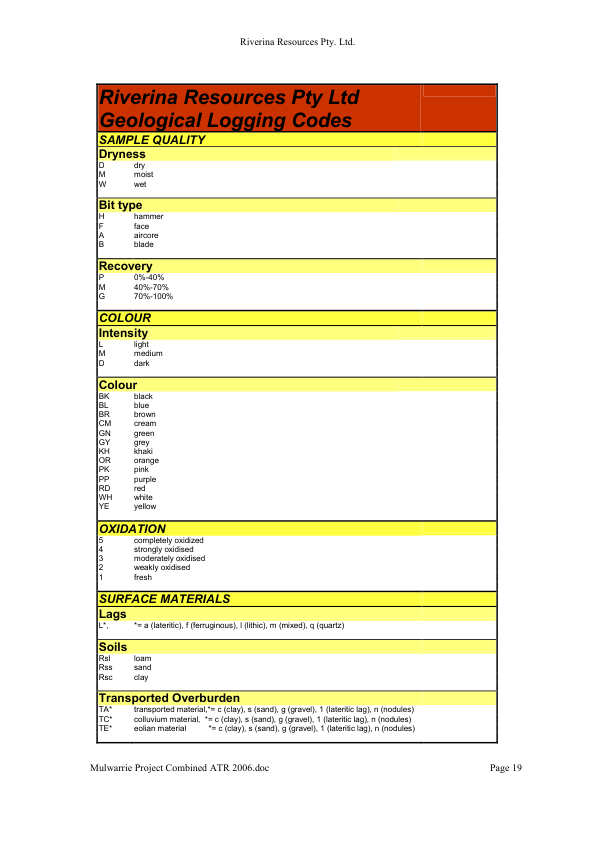 Riverina Resources Pty. Ltd.
Riverina Resources Pty Ltd
Geological Logging Codes
SAMPLE QUALITY
Dryness
D dry
M moist
W wet
Bit type
H hammer
F face
A aircore
B blade
Recovery
P 0%-40%
M 40%-70%
G 70%-100%
COLOUR
Intensity
L light
M medium
D dark
Colour
BK black
BL blue
BR brown
CM cream
GN green
GY grey
KH khaki
OR orange
PK pink
PP purple
RD red
WH white
YE yellow
OXIDATION
5 completely oxidized
4 strongly oxidised
3 moderately oxidised
2 weakly oxidised
1 fresh
SURFACE MATERIALS
Lags
L*, *= a (lateritic), f (ferruginous), l (lithic), m (mixed), q (quartz)
Soils
Rsl loam
Rss sand
Rsc clay
Transported Overburden
TA* transported material,*= c (clay), s (sand), g (gravel), 1 (lateritic lag), n (nodules)
TC* colluvium material, *= c (clay), s (sand), g (gravel), 1 (lateritic lag), n (nodules)
TE* eolian material *= c (clay), s (sand), g (gravel), 1 (lateritic lag), n (nodules)
Mulwarrie Project Combined ATR 2006.doc Page 19